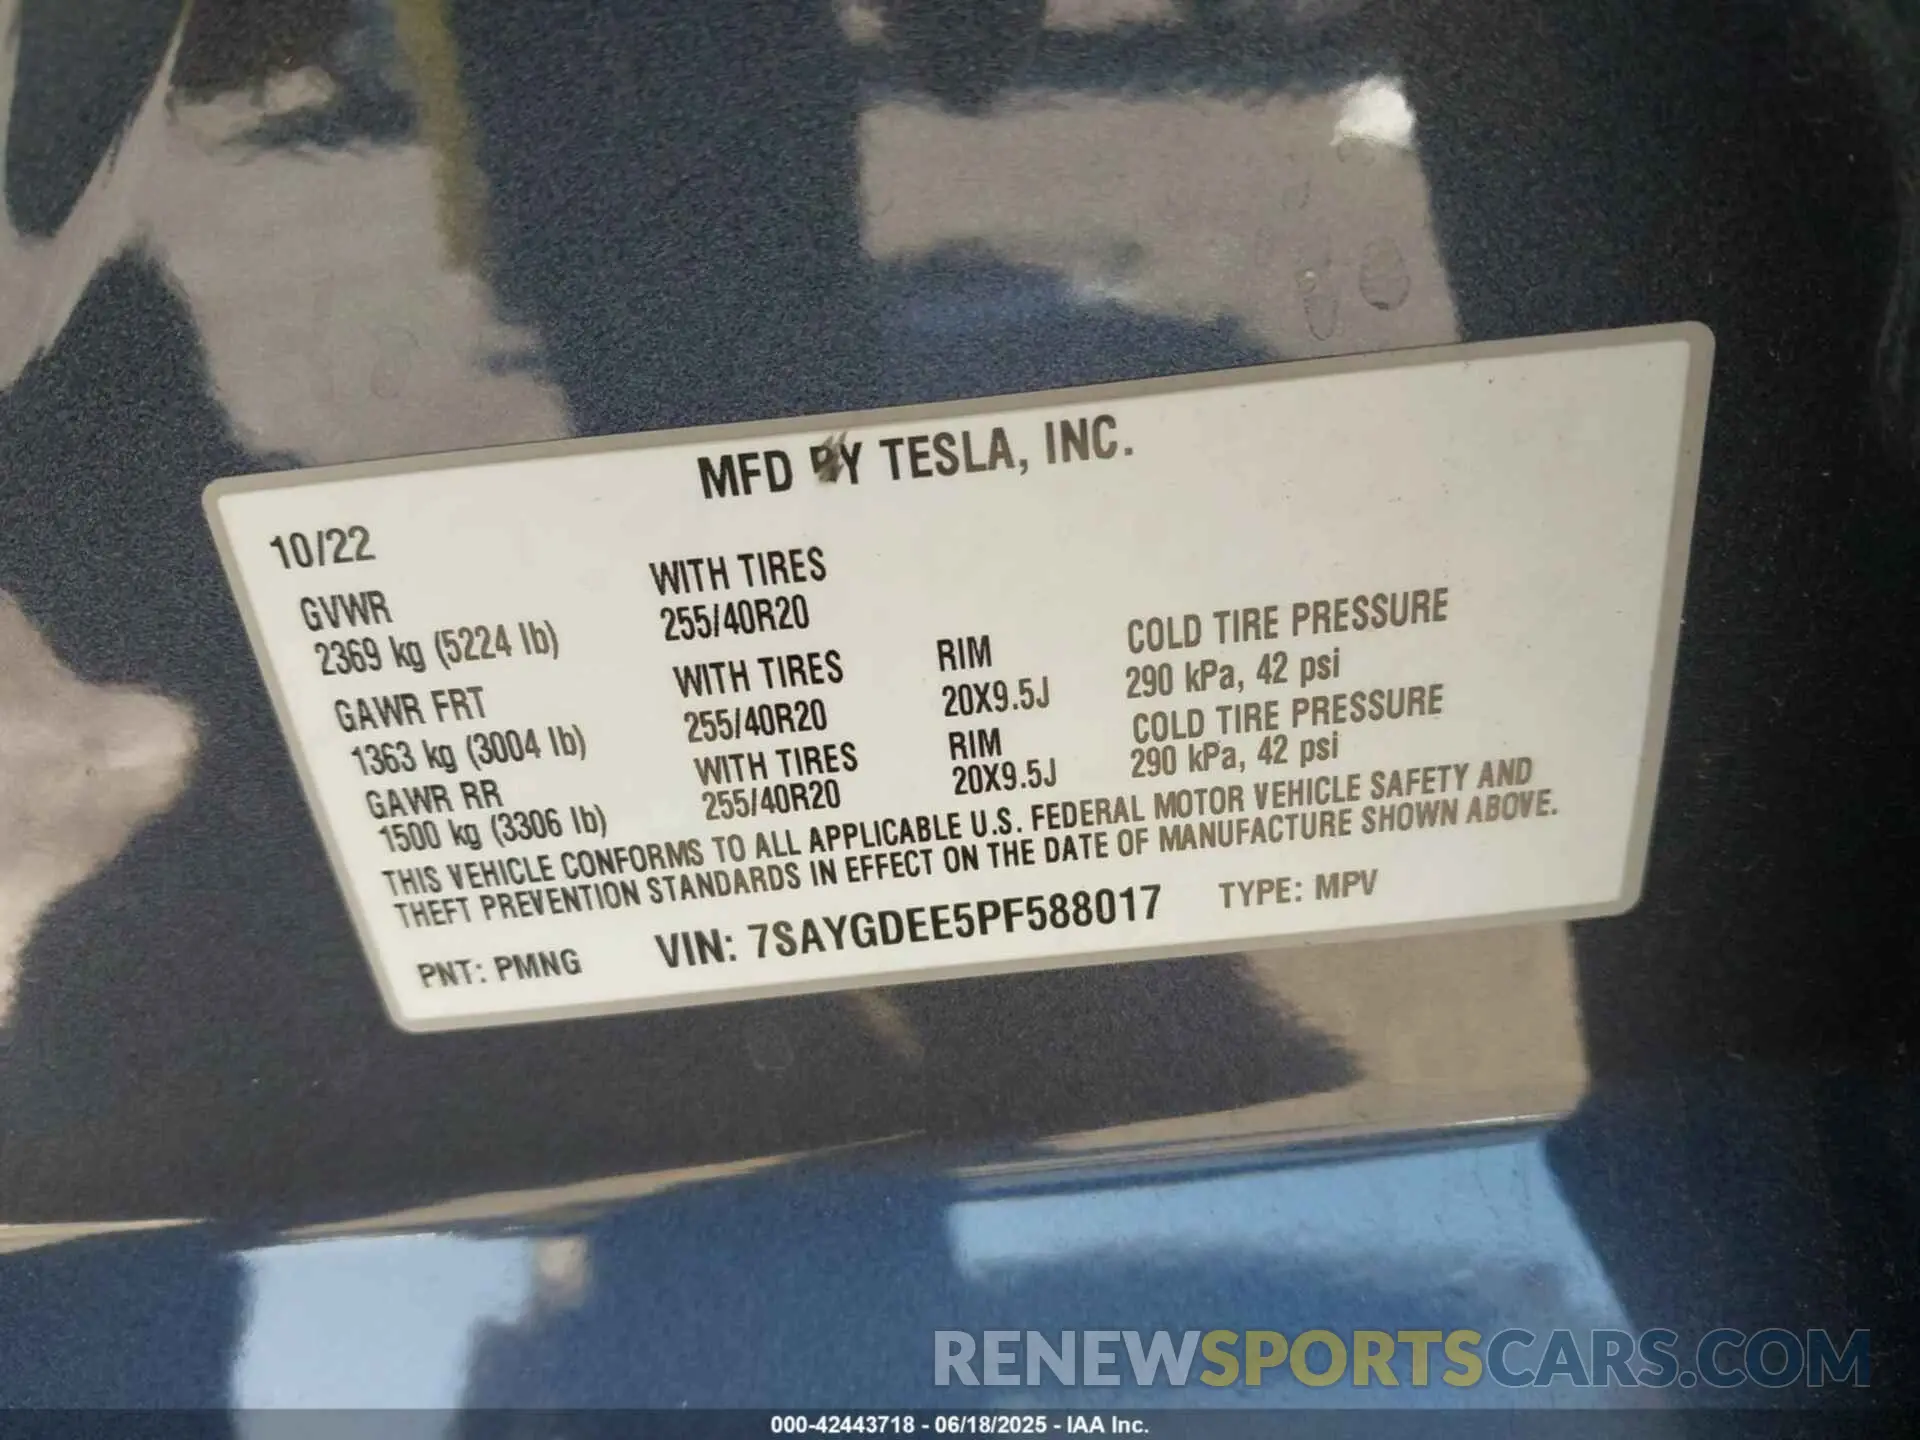 MFD BY TESLA, INC.
10/22
GVWR WITH TIRES
2369 kg (5224 lb) 255/40R20
GAWR FRT WITH TIRES RIM COLD TIRE PRESSURE
1363 kg (3004 lb) 255/40R20 20X9.5J 290 kPa, 42 psi
GAWR RR WITH TIRES RIM COLD TIRE PRESSURE
1500 kg (3306 lb) 255/40R20 20X9.5J 290 kPa, 42 psi
THIS VEHICLE CONFORMS TO ALL APPLICABLE U.S. FEDERAL MOTOR VEHICLE SAFETY AND
THEFT PREVENTION STANDARDS IN EFFECT ON THE DATE OF MANUFACTURE SHOWN ABOVE.
PNT: PMNG VIN: 7SAYGDEE5PF588017 TYPE: MPV
RENEWSPORTSCARS.COM
000-42443718 - 06/18/2025 - IAA Inc.